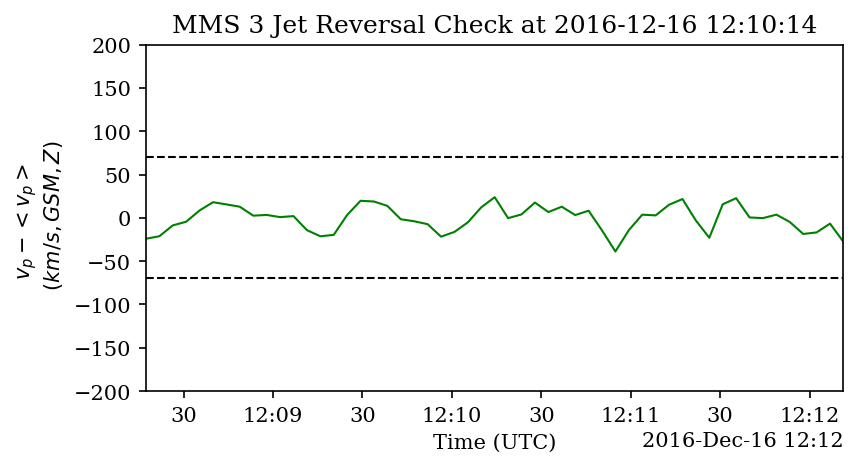 MMS 3 Jet Reversal Check at 2016-12-16 12:10:14
200
150
100
50
0
−50
−100
−150
−200
v_p − < v_p >
(km/s, GSM, Z)
30 12:09 30 12:10 30 12:11 30 12:12
Time (UTC)
2016-Dec-16 12:12